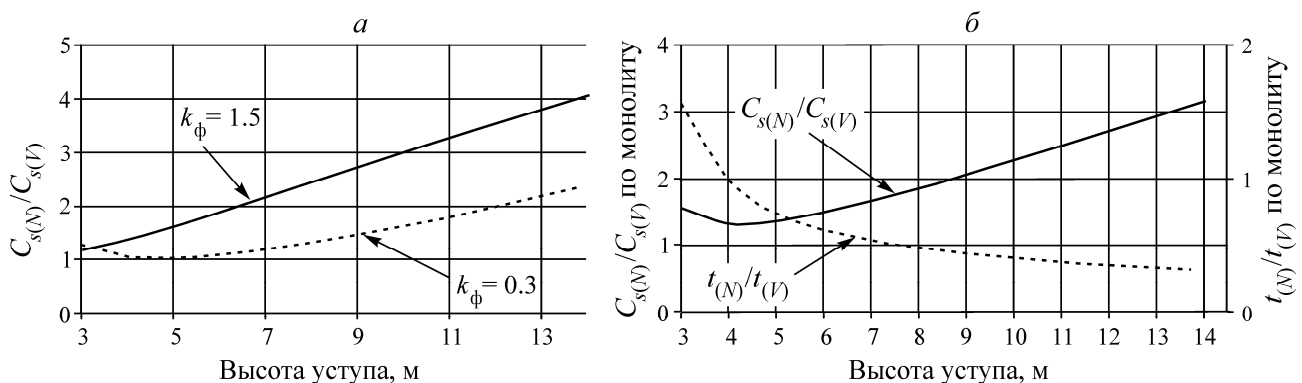 а
C_s(N)/C_s(V)
5
4
3
2
1
0
k_ф = 1.5
k_ф = 0.3
3 5 7 9 11 13
Высота уступа, м
б
C_s(N)/C_s(V) по монолиту
4
3
2
1
0
C_s(N)/C_s(V)
t_(N)/t_(V)
2
1
0
t_(N)/t_(V) по монолиту
3 4 5 6 7 8 9 10 11 12 13 14
Высота уступа, м